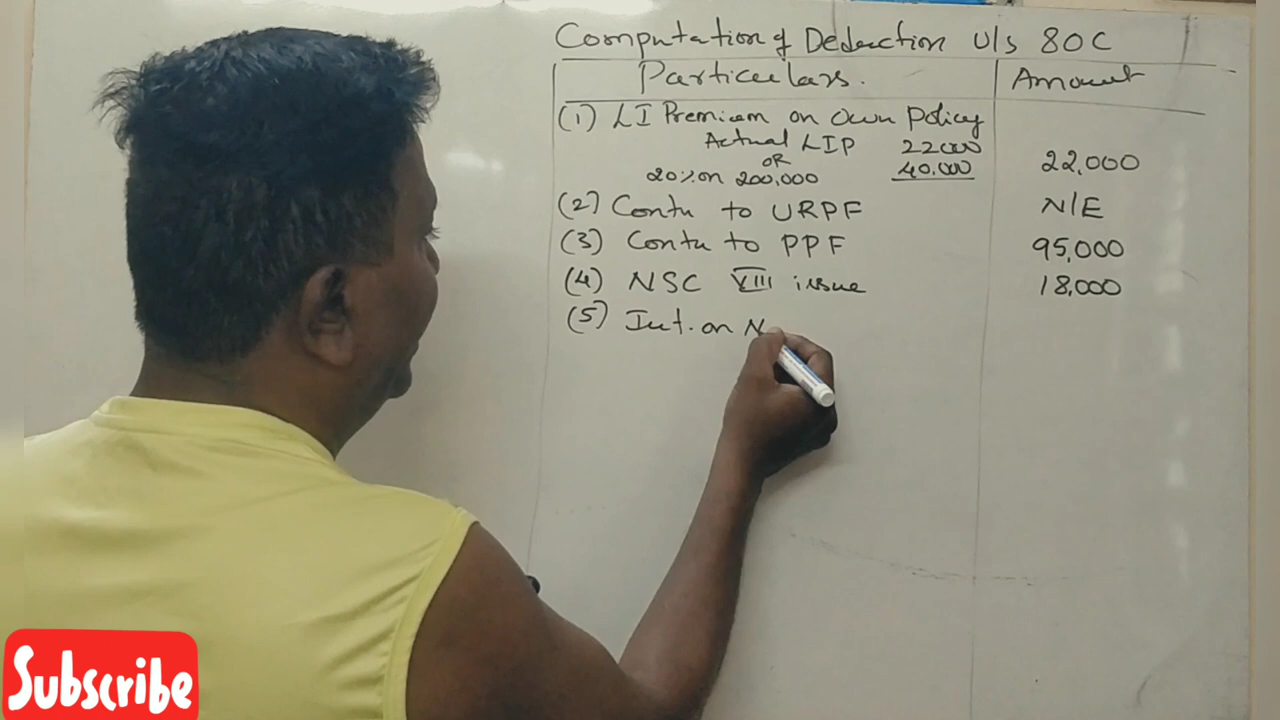 Computation of Deduction U/s 80C
Particulars. Amount
(1) LI Premium on own policy
Actual LIP 22000
OR
20% on 200,000 40.000 22,000
(2) Contn to URPF N/E
(3) Contn to PPF 95,000
(4) NSC VIII issue 18,000
(5) Int. on N
Subscribe